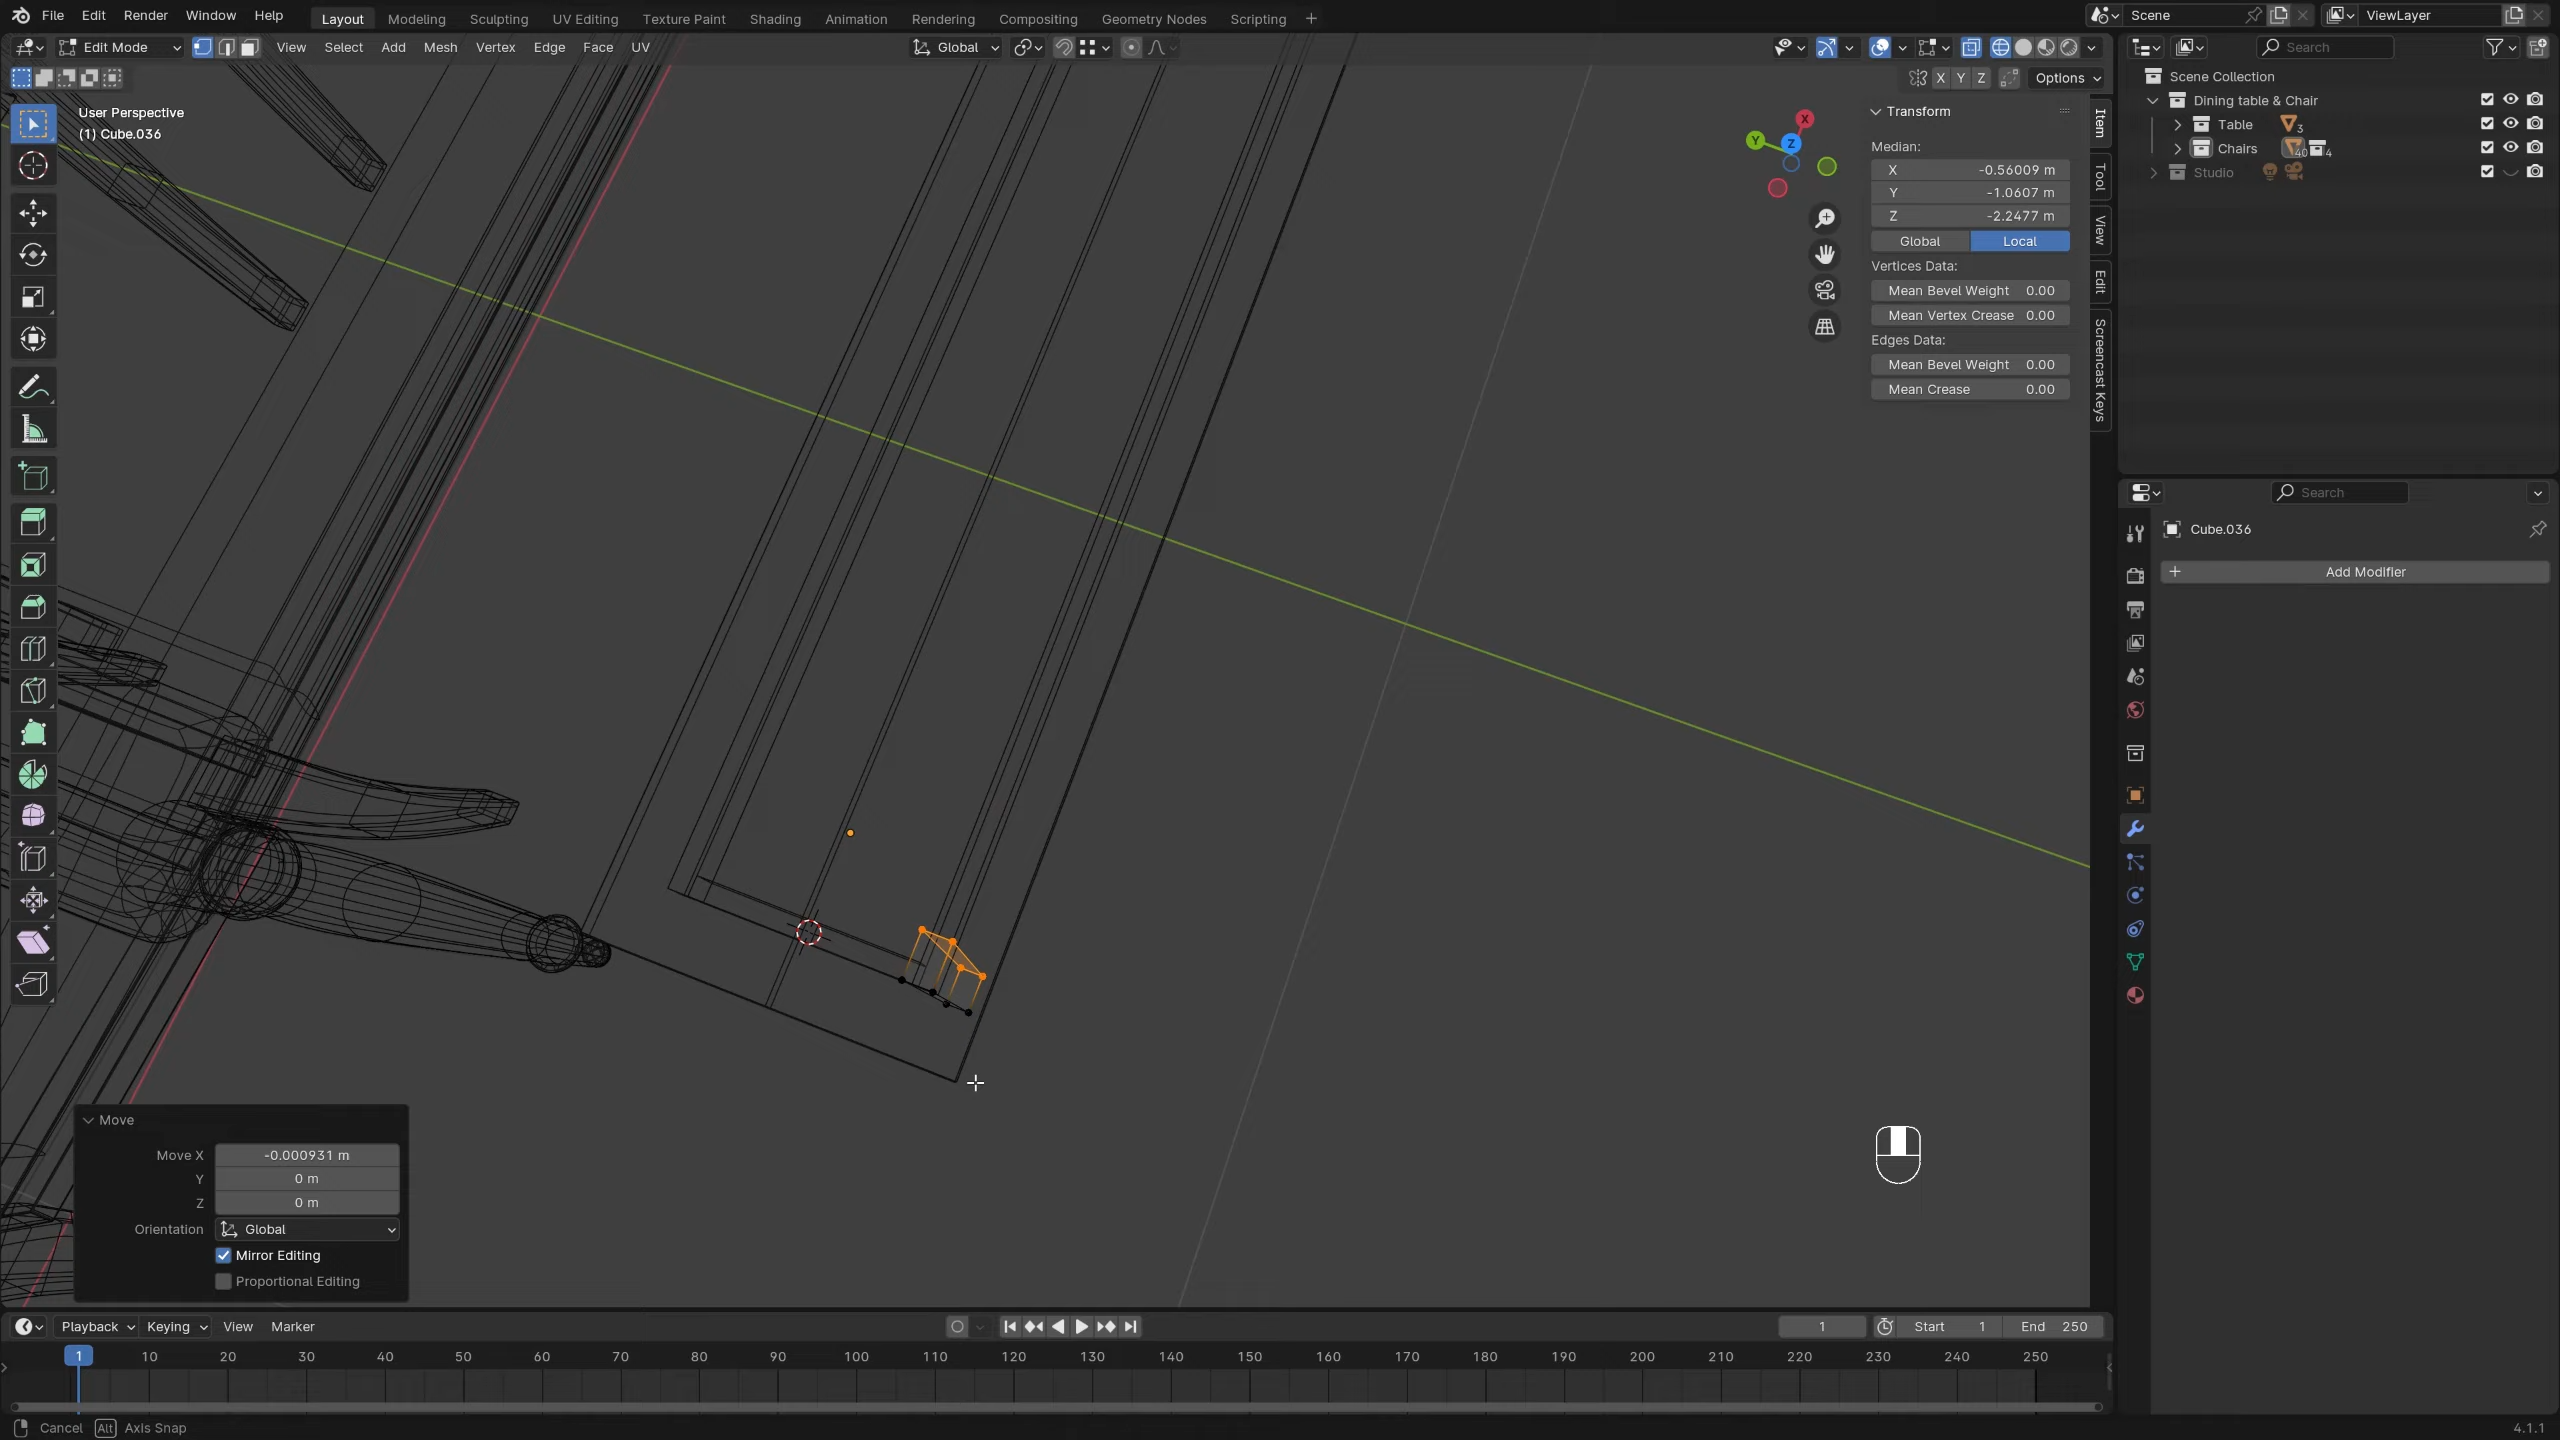 File Edit Render Window Help
Layout Modeling Sculpting UV Editing Texture Paint Shading Animation Rendering Compositing Geometry Nodes Scripting +
Scene
ViewLayer
Edit Mode View Select Add Mesh Vertex Edge Face UV
Global
Search
X Y Z Options
User Perspective
(1) Cube.036
X
Y
Z
Transform
Median:
X -0.56009 m
Y -1.0607 m
Z -2.2477 m
Global Local
Vertices Data:
Mean Bevel Weight 0.00
Mean Vertex Crease 0.00
Edges Data:
Mean Bevel Weight 0.00
Mean Crease 0.00
Item
Tool
View
Edit
Screencast Keys
Scene Collection
Dining table & Chair
Table 3
Chairs 40 4
Studio
Search
Cube.036
+ Add Modifier
Move
Move X -0.000931 m
Y 0 m
Z 0 m
Orientation Global
Mirror Editing
Proportional Editing
Playback Keying View Marker
1 Start 1 End 250
1 10 20 30 40 50 60 70 80 90 100 110 120 130 140 150 160 170 180 190 200 210 220 230 240 250
Cancel Alt Axis Snap
4.1.1